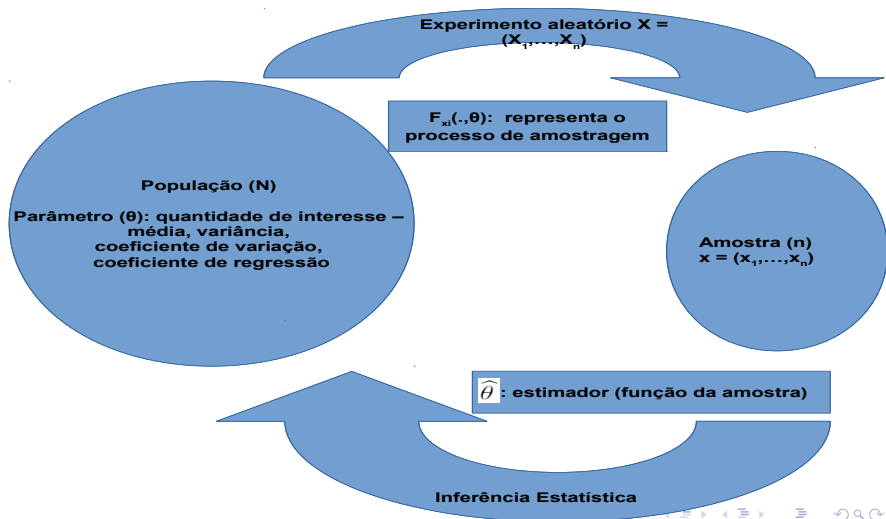 Experimento aleatório X =
(X₁,...,Xₙ)
Fₓᵢ(.,θ): representa o
processo de amostragem
População (N)
Parâmetro (θ): quantidade de interesse –
média, variância,
coeficiente de variação,
coeficiente de regressão
Amostra (n)
x = (x₁,...,xₙ)
θ̂ : estimador (função da amostra)
Inferência Estatística